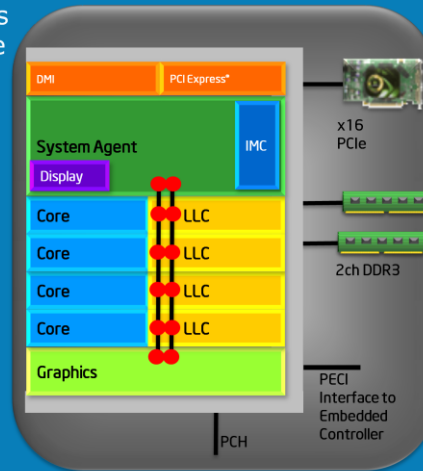 s
e
DMI
PCI Express*
System Agent
IMC
Display
Core
LLC
Core
LLC
Core
LLC
Core
LLC
Graphics
x16
PCIe
2ch DDR3
PECI
Interface to
Embedded
Controller
PCH